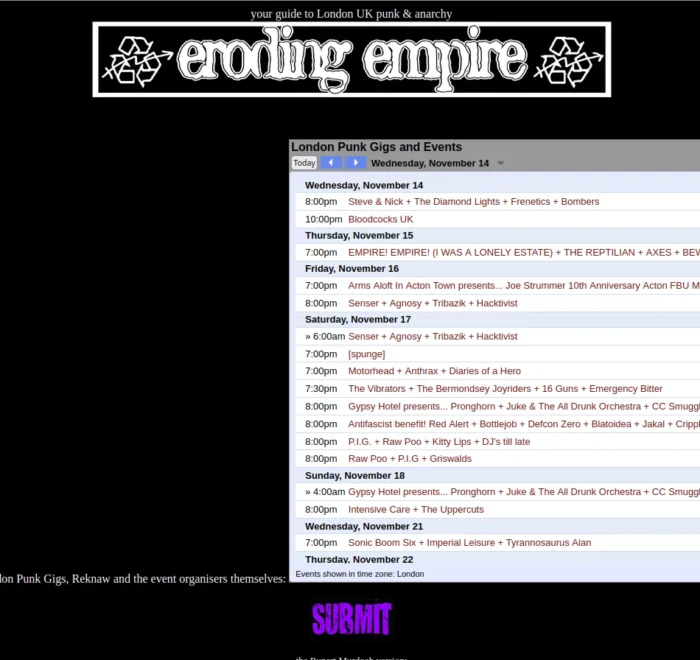 your guide to London UK punk & anarchy
eroding empire
London Punk Gigs and Events
Today Wednesday, November 14
Wednesday, November 14
8:00pm Steve & Nick + The Diamond Lights + Frenetics + Bombers
10:00pm Bloodcocks UK
Thursday, November 15
7:00pm EMPIRE! EMPIRE! (I WAS A LONELY ESTATE) + THE REPTILIAN + AXES + BEW
Friday, November 16
7:00pm Arms Aloft In Acton Town presents... Joe Strummer 10th Anniversary Acton FBU M
8:00pm Senser + Agnosy + Tribazik + Hacktivist
Saturday, November 17
» 6:00am Senser + Agnosy + Tribazik + Hacktivist
7:00pm [spunge]
7:00pm Motorhead + Anthrax + Diaries of a Hero
7:30pm The Vibrators + The Bermondsey Joyriders + 16 Guns + Emergency Bitter
8:00pm Gypsy Hotel presents... Pronghorn + Juke & The All Drunk Orchestra + CC Smuggl
8:00pm Antifascist benefit! Red Alert + Bottlejob + Defcon Zero + Blatoidea + Jakal + Crippl
8:00pm P.I.G. + Raw Poo + Kitty Lips + DJ's till late
8:00pm Raw Poo + P.I.G + Griswalds
Sunday, November 18
» 4:00am Gypsy Hotel presents... Pronghorn + Juke & The All Drunk Orchestra + CC Smuggl
8:00pm Intensive Care + The Uppercuts
Wednesday, November 21
7:00pm Sonic Boom Six + Imperial Leisure + Tyrannosaurus Alan
Thursday, November 22
Events shown in time zone: London
don Punk Gigs, Reknaw and the event organisers themselves:
SUBMIT